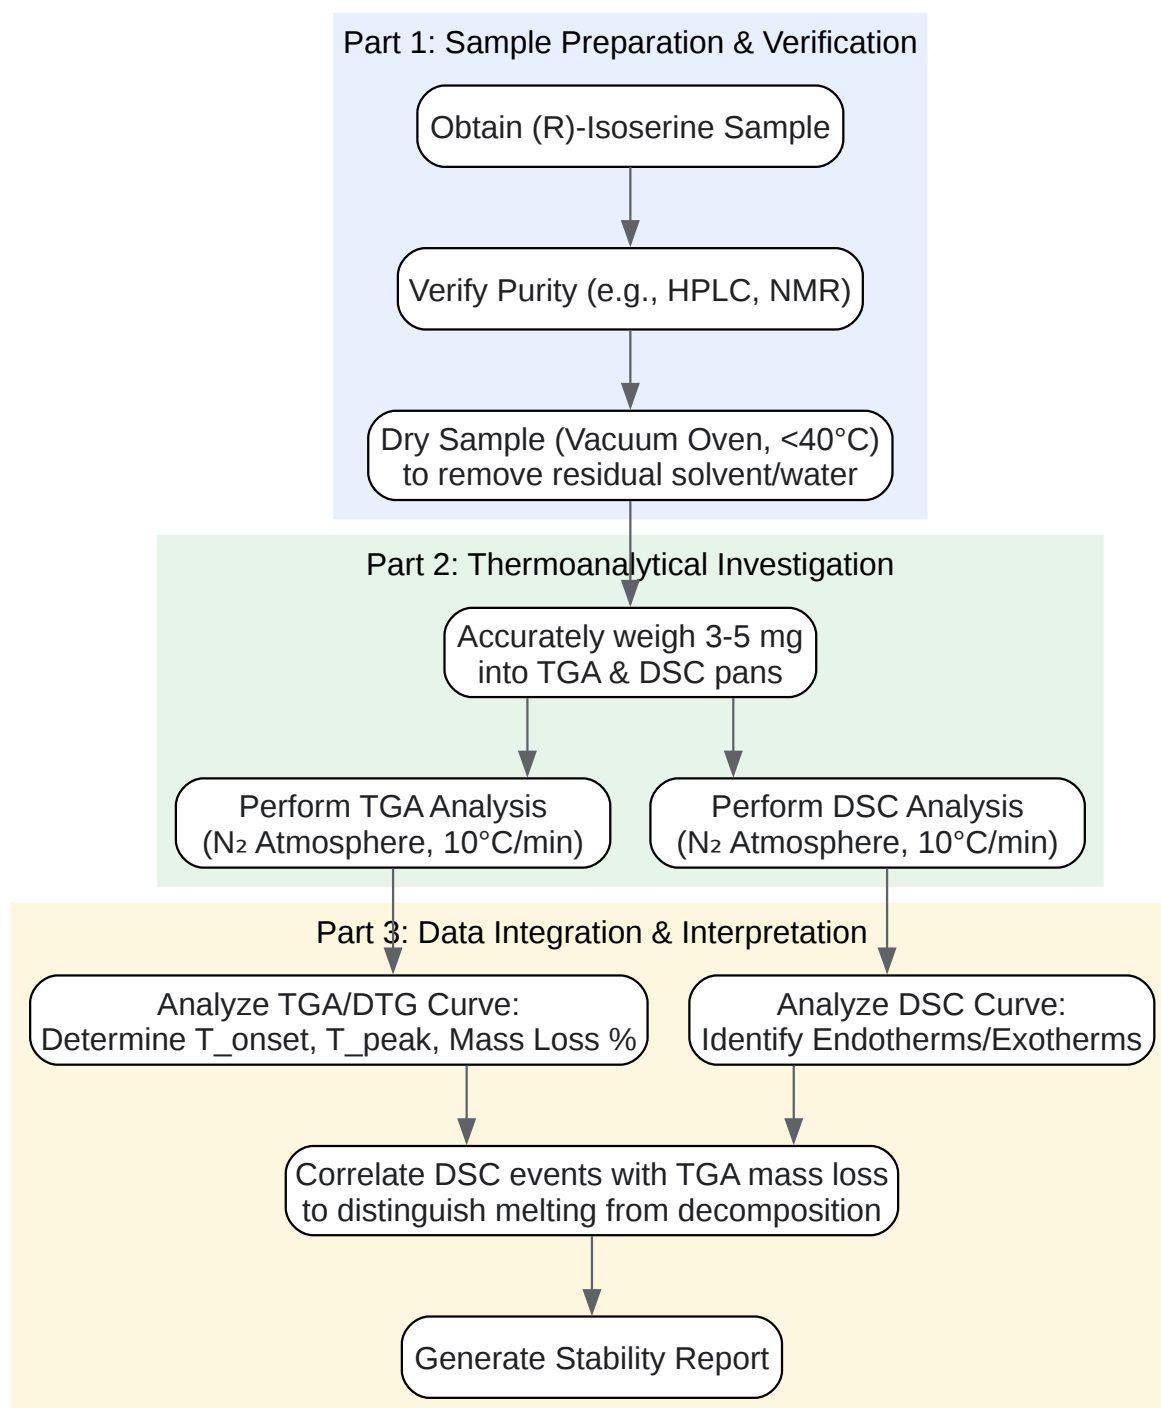 Part 1: Sample Preparation & Verification
Obtain (R)-Isoserine Sample
Verify Purity (e.g., HPLC, NMR)
Dry Sample (Vacuum Oven, <40°C)
to remove residual solvent/water
Part 2: Thermoanalytical Investigation
Accurately weigh 3-5 mg
into TGA & DSC pans
Perform TGA Analysis
(N₂ Atmosphere, 10°C/min)
Perform DSC Analysis
(N₂ Atmosphere, 10°C/min)
Part 3: Data Integration & Interpretation
Analyze TGA/DTG Curve:
Determine T_onset, T_peak, Mass Loss %
Analyze DSC Curve:
Identify Endotherms/Exotherms
Correlate DSC events with TGA mass loss
to distinguish melting from decomposition
Generate Stability Report